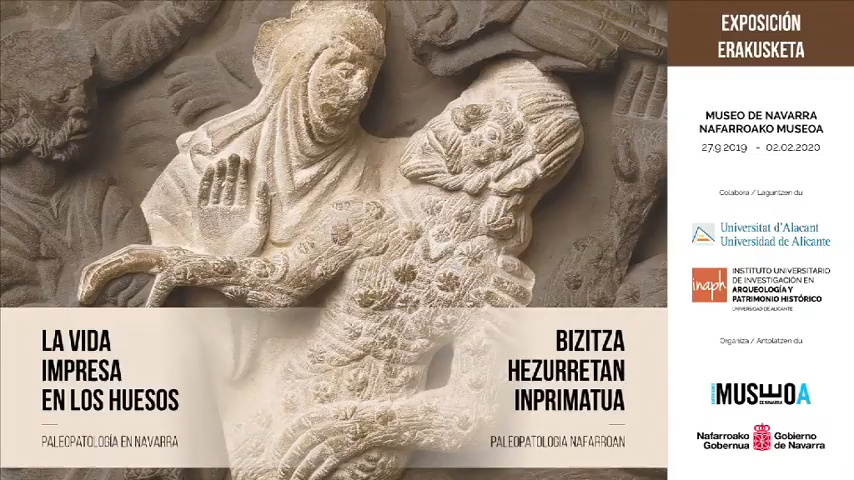 LA VIDA
IMPRESA
EN LOS HUESOS
PALEOPATOLOGÍA EN NAVARRA
BIZITZA
HEZURRETAN
INPRIMATUA
PALEOPATOLOGIA NAFARROAN
EXPOSICIÓN
ERAKUSKETA
MUSEO DE NAVARRA
NAFARROAKO MUSEOA
27.9 2019 - 02.02.2020
Colabora / Laguntzen du
Universitat d'Alacant
Universidad de Alicante
inaph
INSTITUTO UNIVERSITARIO
DE INVESTIGACIÓN EN
ARQUEOLOGÍA Y
PATRIMONIO HISTÓRICO
UNIVERSIDAD DE ALICANTE
Organiza / Antolatzen du
MUSEOA
DE NAVARRA
Nafarroako Gobernua
Gobierno de Navarra